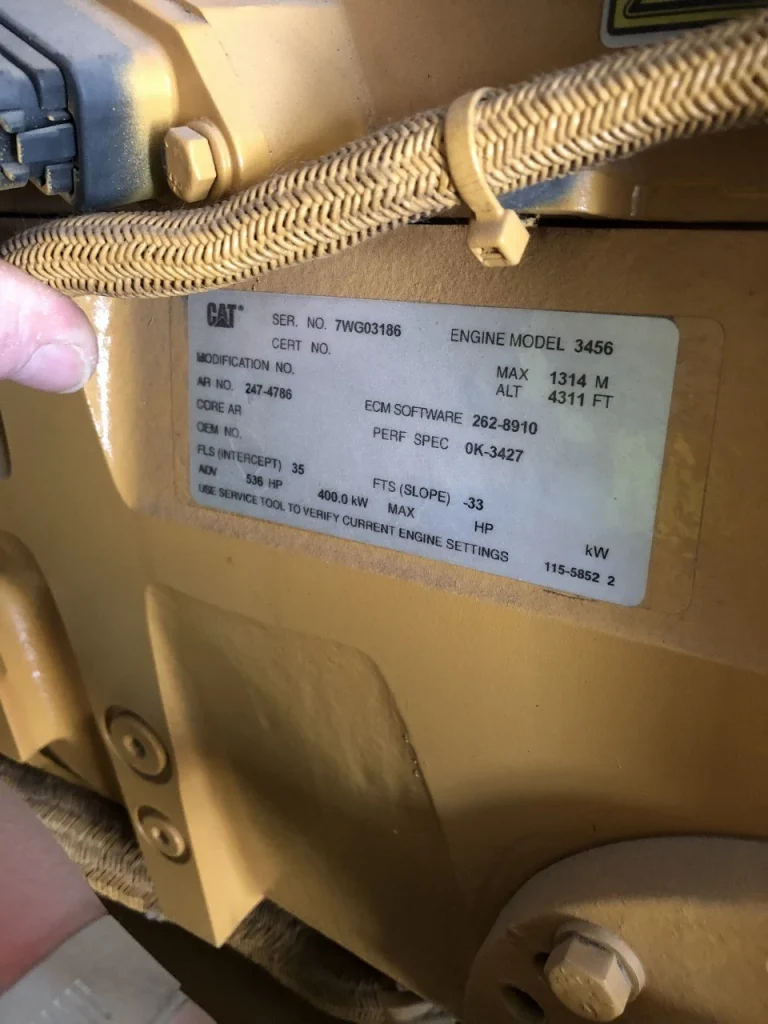 CAT® SER. NO. 7WG03186 ENGINE MODEL 3456
CERT NO.
MODIFICATION NO. MAX 1314 M
AR NO. 247-4786 ALT 4311 FT
CORE AR ECM SOFTWARE 262-8910
OEM NO. PERF SPEC 0K-3427
FLS (INTERCEPT) 35 FTS (SLOPE) -33
ADV 536 HP 400.0 kW MAX HP kW
USE SERVICE TOOL TO VERIFY CURRENT ENGINE SETTINGS 115-5852 2